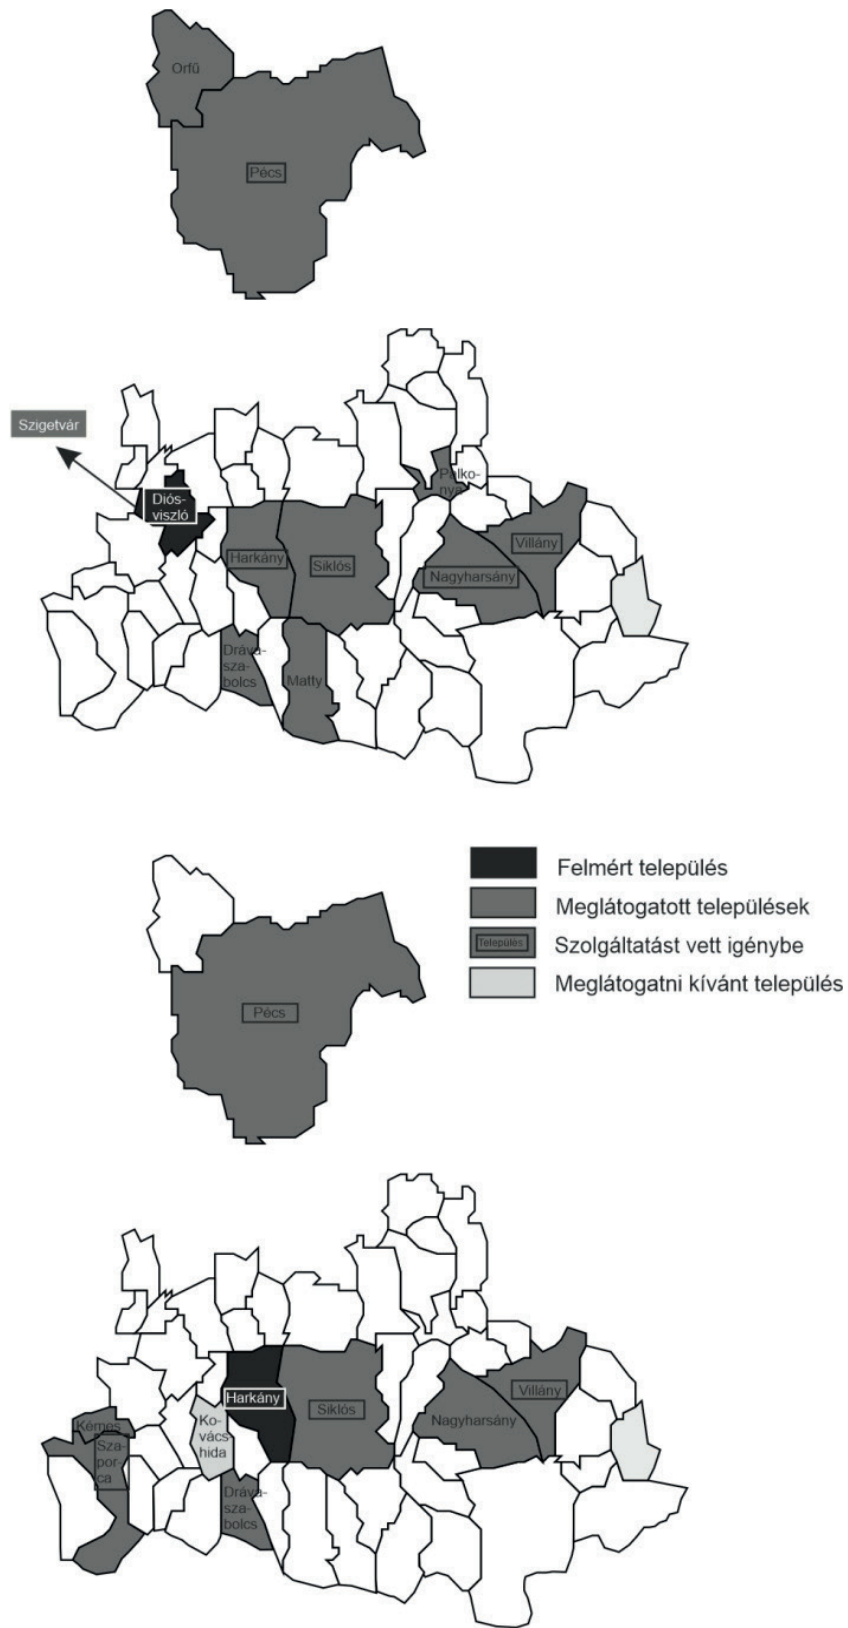 Orfű
Pécs
Szigetvár
Diós-
viszló
Palko-
nya
Harkány
Siklós
Villány
Nagyharsány
Dráva-
sza-
bolcs
Matty
Felmért település
Meglátogatott települések
Település
Szolgáltatást vett igénybe
Meglátogatni kívánt település
Pécs
Harkány
Siklós
Villány
Nagyharsány
Kémes
Sza-
por-
ca
Ko-
vács-
hida
Dráva-
sza-
bolcs